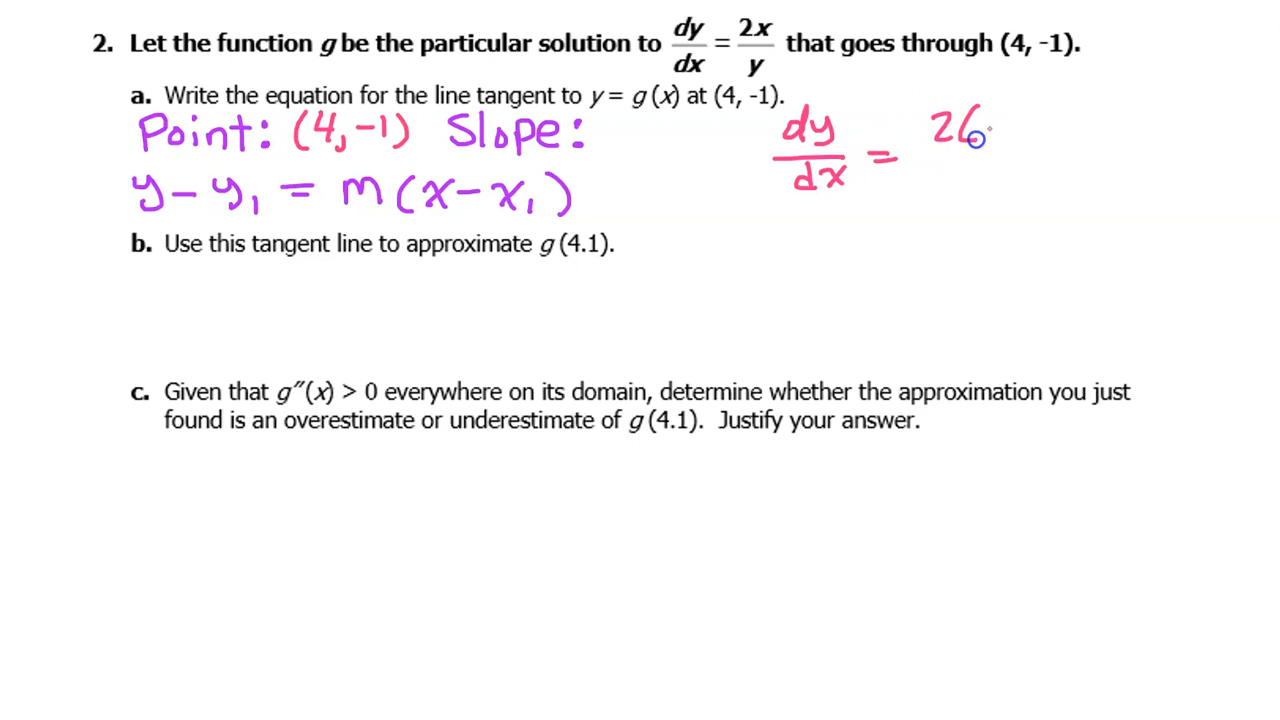 2. Let the function g be the particular solution to dy/dx = 2x/y that goes through (4, -1).
a. Write the equation for the line tangent to y = g(x) at (4, -1).
Point: (4, -1) Slope:
dy/dx = 2(
y - y₁ = m(x - x₁)
b. Use this tangent line to approximate g(4.1).
c. Given that g″(x) > 0 everywhere on its domain, determine whether the approximation you just
found is an overestimate or underestimate of g(4.1). Justify your answer.